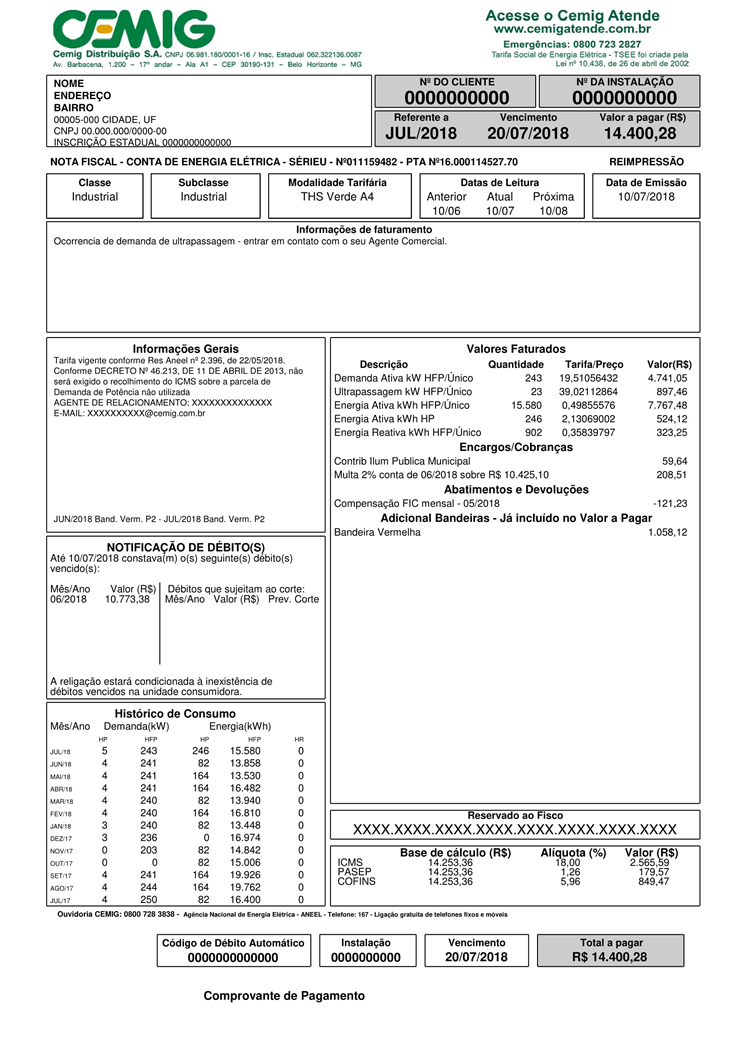 CEMIG
Acesse o Cemig Atende
www.cemigatende.com.br
Emergências: 0800 723 2827
Cemig Distribuição S.A. CNPJ 06.981.180/0001-16 / Insc. Estadual 062.322136.0087
Tarifa Social de Energia Elétrica - TSEE foi criada pela
Av. Barbacena, 1.200 – 17º andar – Ala A1 – CEP 30190-131 – Belo Horizonte – MG
Lei nº 10.438, de 26 de abril de 2002
NOME
ENDEREÇO
BAIRRO
00005-000 CIDADE, UF
CNPJ 00.000.000/0000-00
INSCRIÇÃO ESTADUAL 0000000000000
Nº DO CLIENTE
0000000000
Nº DA INSTALAÇÃO
0000000000
Referente a Vencimento Valor a pagar (R$)
JUL/2018 20/07/2018 14.400,28
NOTA FISCAL - CONTA DE ENERGIA ELÉTRICA - SÉRIEU - Nº011159482 - PTA Nº16.000114527.70 REIMPRESSÃO
Classe
Industrial
Subclasse
Industrial
Modalidade Tarifária
THS Verde A4
Datas de Leitura
Anterior Atual Próxima
10/06 10/07 10/08
Data de Emissão
10/07/2018
Informações de faturamento
Ocorrencia de demanda de ultrapassagem - entrar em contato com o seu Agente Comercial.
Informações Gerais
Tarifa vigente conforme Res Aneel nº 2.396, de 22/05/2018.
Conforme DECRETO Nº 46.213, DE 11 DE ABRIL DE 2013, não
será exigido o recolhimento do ICMS sobre a parcela de
Demanda de Potência não utilizada
AGENTE DE RELACIONAMENTO: XXXXXXXXXXXXXX
E-MAIL: XXXXXXXXXX@cemig.com.br
JUN/2018 Band. Verm. P2 - JUL/2018 Band. Verm. P2
NOTIFICAÇÃO DE DÉBITO(S)
Até 10/07/2018 constava(m) o(s) seguinte(s) débito(s)
vencido(s):
Mês/Ano Valor (R$) Débitos que sujeitam ao corte:
06/2018 10.773,38 Mês/Ano Valor (R$) Prev. Corte
A religação estará condicionada à inexistência de
débitos vencidos na unidade consumidora.
Histórico de Consumo
Mês/Ano Demanda(kW) Energia(kWh)
HP HFP HP HFP HR
JUL/18 5 243 246 15.580 0
JUN/18 4 241 82 13.858 0
MAI/18 4 241 164 13.530 0
ABR/18 4 241 164 16.482 0
MAR/18 4 240 82 13.940 0
FEV/18 4 240 164 16.810 0
JAN/18 3 240 82 13.448 0
DEZ/17 3 236 0 16.974 0
NOV/17 0 203 82 14.842 0
OUT/17 0 0 82 15.006 0
SET/17 4 241 164 19.926 0
AGO/17 4 244 164 19.762 0
JUL/17 4 250 82 16.400 0
Valores Faturados
Descrição Quantidade Tarifa/Preço Valor(R$)
Demanda Ativa kW HFP/Único 243 19,51056432 4.741,05
Ultrapassagem kW HFP/Único 23 39,02112864 897,46
Energia Ativa kWh HFP/Único 15.580 0,49855576 7.767,48
Energia Ativa kWh HP 246 2,13069002 524,12
Energia Reativa kWh HFP/Único 902 0,35839797 323,25
Encargos/Cobranças
Contrib Ilum Publica Municipal 59,64
Multa 2% conta de 06/2018 sobre R$ 10.425,10 208,51
Abatimentos e Devoluções
Compensação FIC mensal - 05/2018 -121,23
Adicional Bandeiras - Já incluído no Valor a Pagar
Bandeira Vermelha 1.058,12
Reservado ao Fisco
XXXX.XXXX.XXXX.XXXX.XXXX.XXXX.XXXX.XXXX
Base de cálculo (R$) Alíquota (%) Valor (R$)
ICMS 14.253,36 18,00 2.565,59
PASEP 14.253,36 1,26 179,57
COFINS 14.253,36 5,96 849,47
Ouvidoria CEMIG: 0800 728 3838 - Agência Nacional de Energia Elétrica - ANEEL - Telefone: 167 - Ligação gratuita de telefones fixos e móveis
Código de Débito Automático
0000000000000
Instalação
0000000000
Vencimento
20/07/2018
Total a pagar
R$ 14.400,28
Comprovante de Pagamento